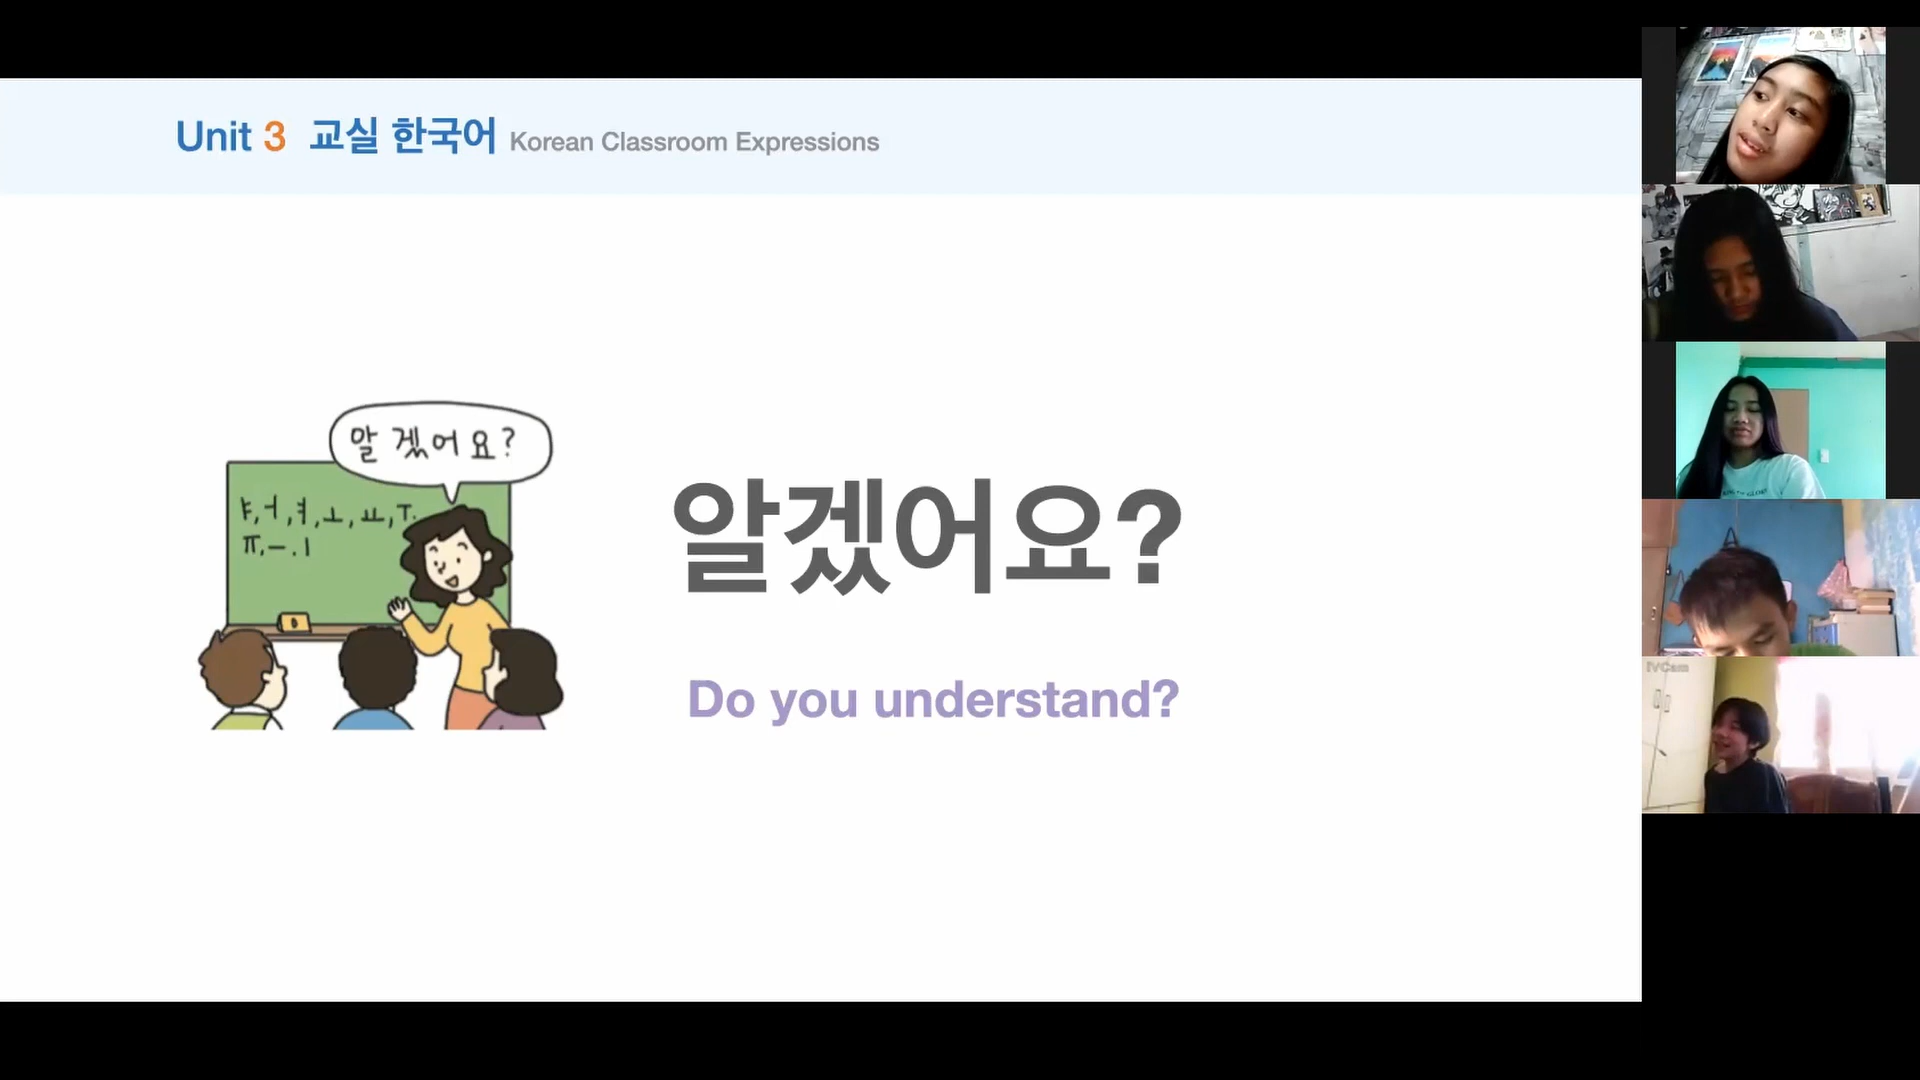 Unit 3 교실 한국어 Korean Classroom Expressions
알겠어요?
ㅑ,ㅓ,ㅕ,ㅗ,ㅛ,ㅜ.
ㅠ,ㅡ.ㅣ
알겠어요?
Do you understand?
iVCam